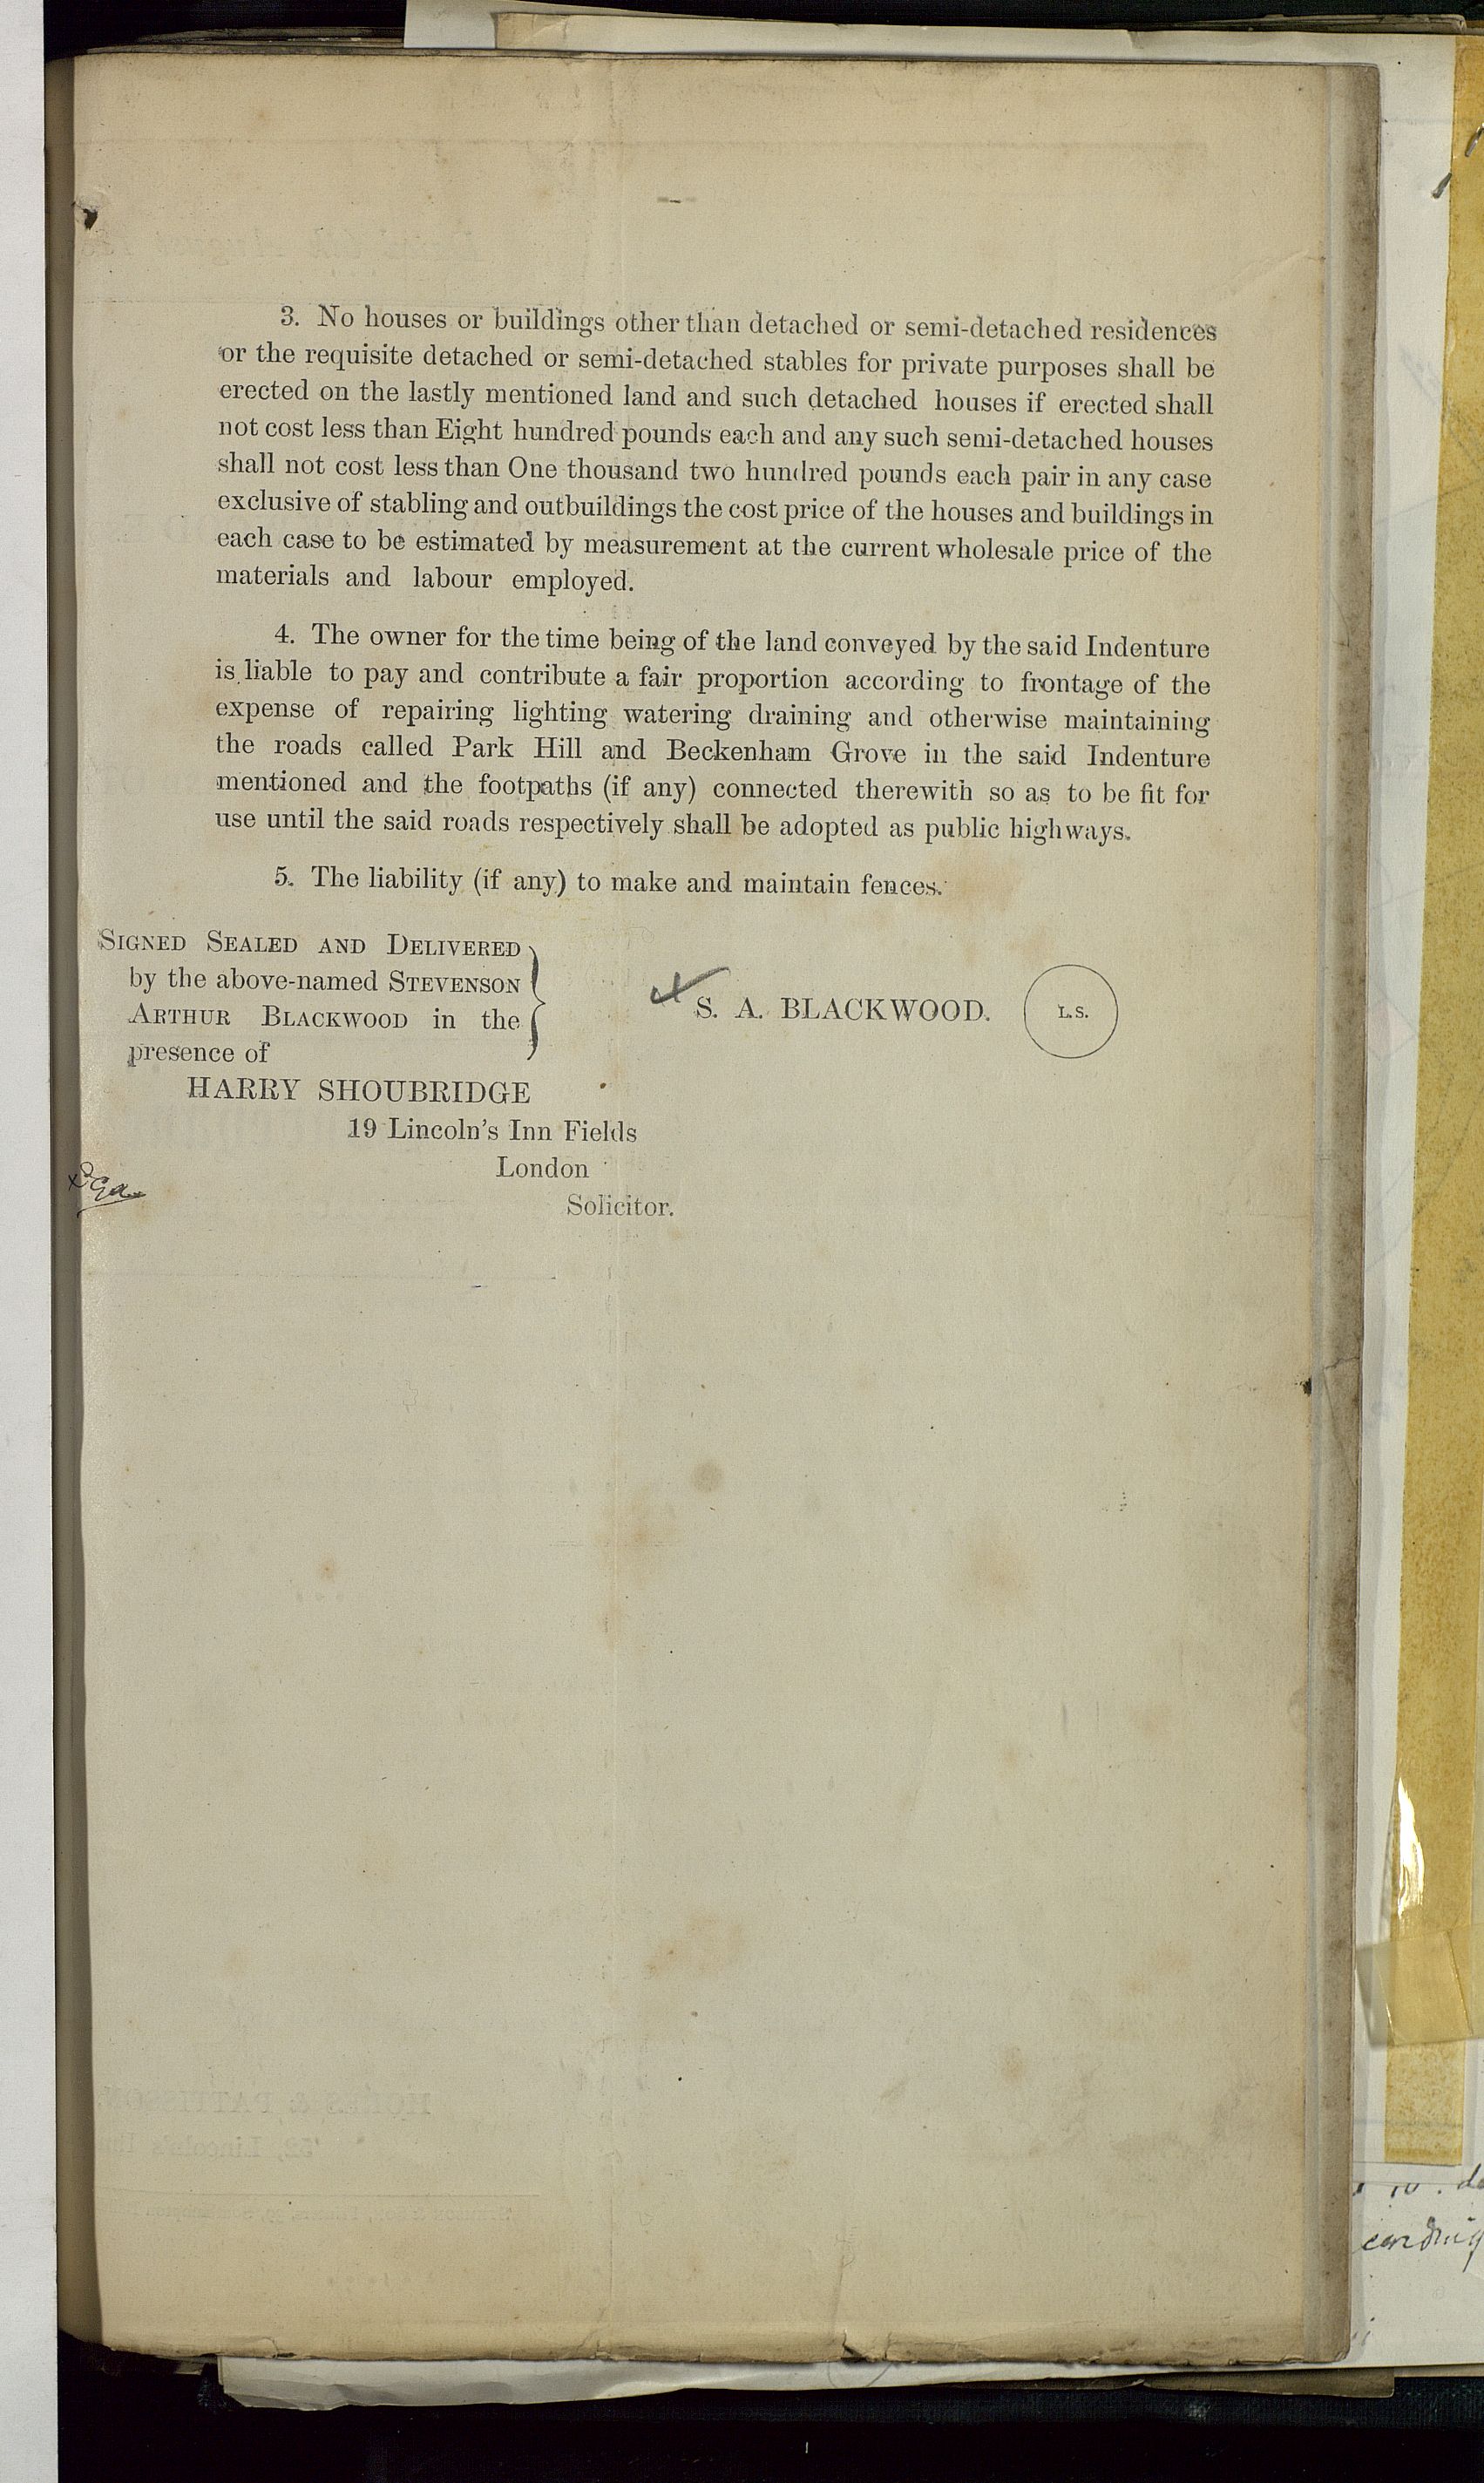 3. No houses or buildings other than detached or semi-detached residences
or the requisite detached or semi-detached stables for private purposes shall be
erected on the lastly mentioned land and such detached houses if erected shall
not cost less than Eight hundred pounds each and any such semi-detached houses
shall not cost less than One thousand two hundred pounds each pair in any case
exclusive of stabling and outbuildings the cost price of the houses and buildings in
each case to be estimated by measurement at the current wholesale price of the
materials and labour employed.
4. The owner for the time being of the land conveyed by the said Indenture
is liable to pay and contribute a fair proportion according to frontage of the
expense of repairing lighting watering draining and otherwise maintaining
the roads called Park Hill and Beckenham Grove in the said Indenture
mentioned and the footpaths (if any) connected therewith so as to be fit for
use until the said roads respectively shall be adopted as public highways.
5. The liability (if any) to make and maintain fences.
SIGNED SEALED AND DELIVERED
by the above-named STEVENSON
ARTHUR BLACKWOOD in the
presence of
S. A. BLACKWOOD.
L.S.
HARRY SHOUBRIDGE
19 Lincoln's Inn Fields
London
Solicitor.